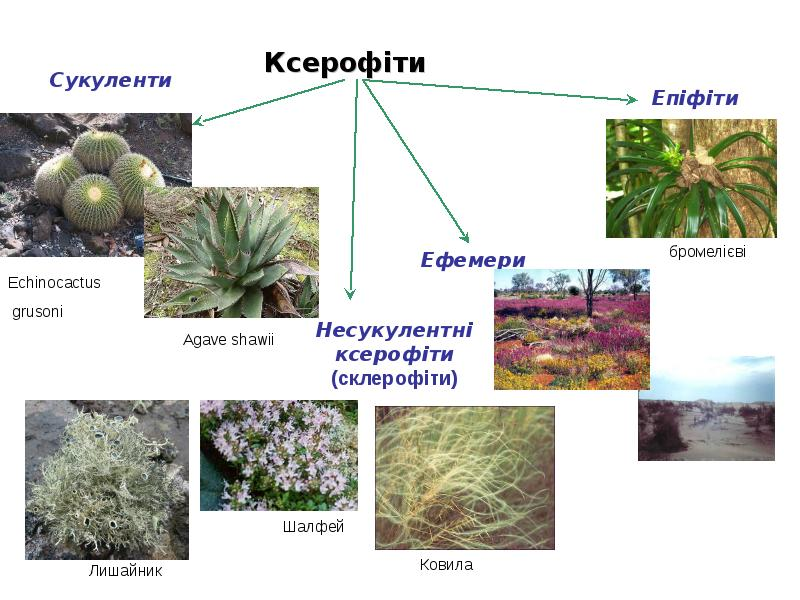 Ксерофіти
Сукуленти
Епіфіти
бромелієві
Ефемери
Echinocactus
grusoni
Agave shawii
Несукулентні
ксерофіти
(склерофіти)
Шалфей
Ковила
Лишайник